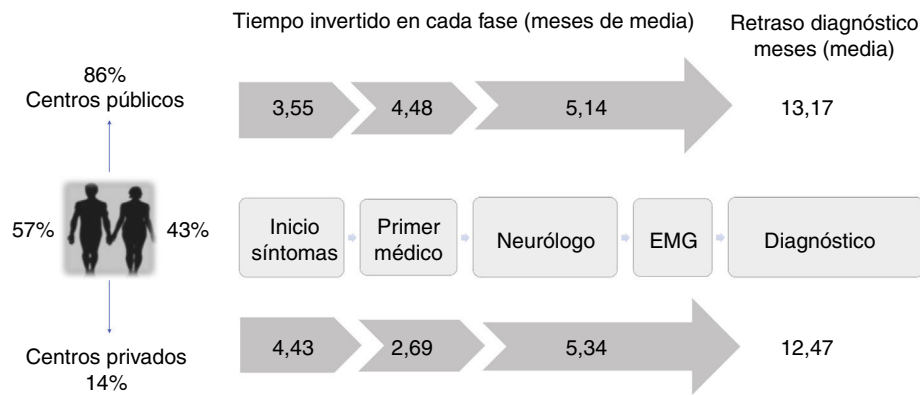 Tiempo invertido en cada fase (meses de media)
Retraso diagnóstico
meses (media)
86%
Centros públicos
3,55
4,48
5,14
13,17
57%
43%
Inicio
síntomas
Primer
médico
Neurólogo
EMG
Diagnóstico
Centros privados
14%
4,43
2,69
5,34
12,47